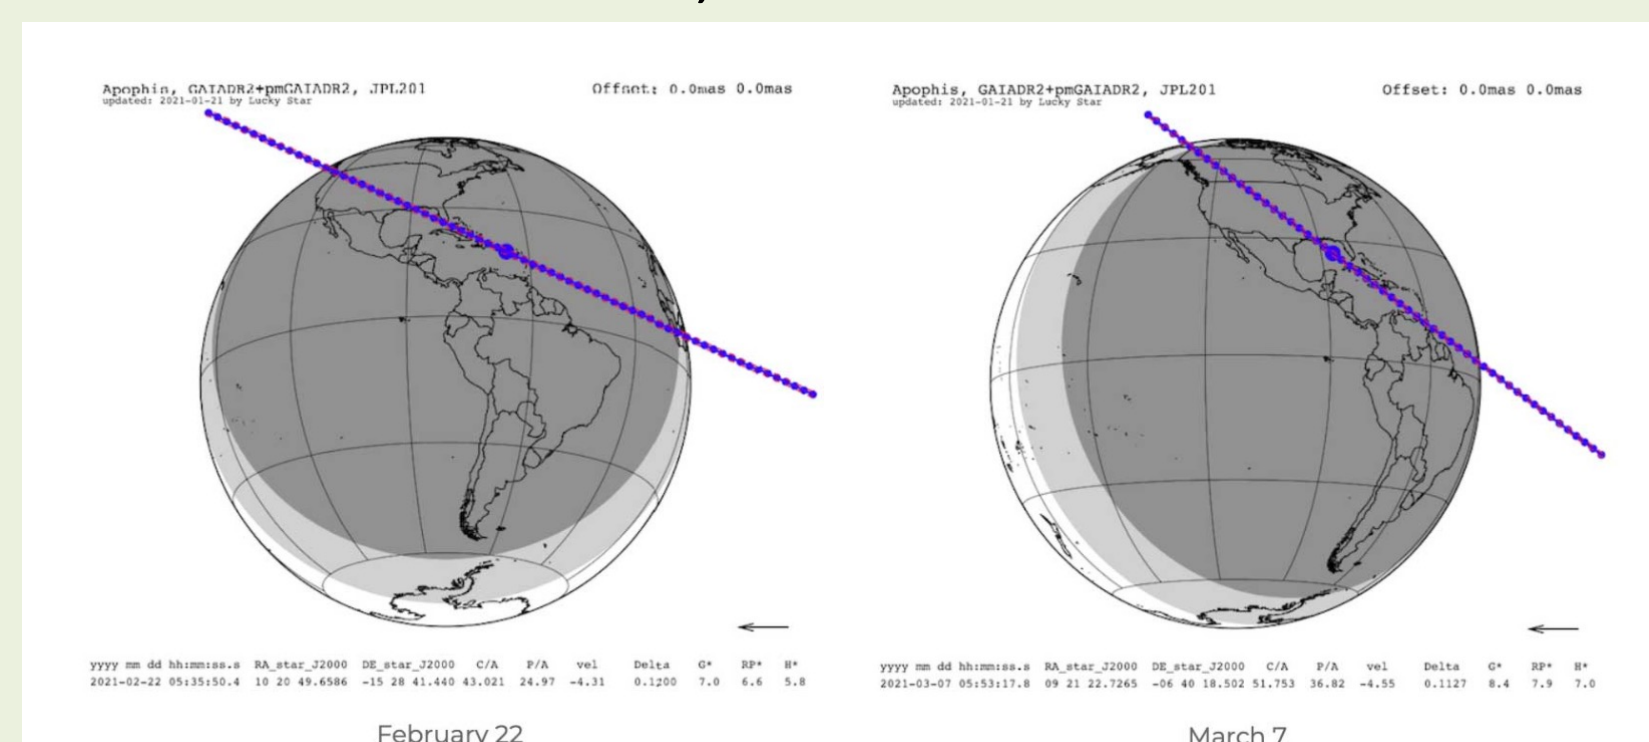 Apophis, GAIADR2+pmGAIADR2, JPL201 Offset: 0.0mas 0.0mas
updated: 2021-01-21 by Lucky Star
yyyy mm dd hh:mm:ss.s RA_star_J2000 DE_star_J2000 C/A P/A vel Delta G* RP* H*
2021-02-22 05:35:50.4 10 20 49.6586 -15 28 41.440 43.021 24.97 -4.31 0.1200 7.0 6.6 5.8
February 22
Apophis, GAIADR2+pmGAIADR2, JPL201 Offset: 0.0mas 0.0mas
updated: 2021-01-21 by Lucky Star
yyyy mm dd hh:mm:ss.s RA_star_J2000 DE_star_J2000 C/A P/A vel Delta G* RP* H*
2021-03-07 05:53:17.8 09 21 22.7265 -06 40 18.502 51.753 36.82 -4.55 0.1127 8.4 7.9 7.0
March 7